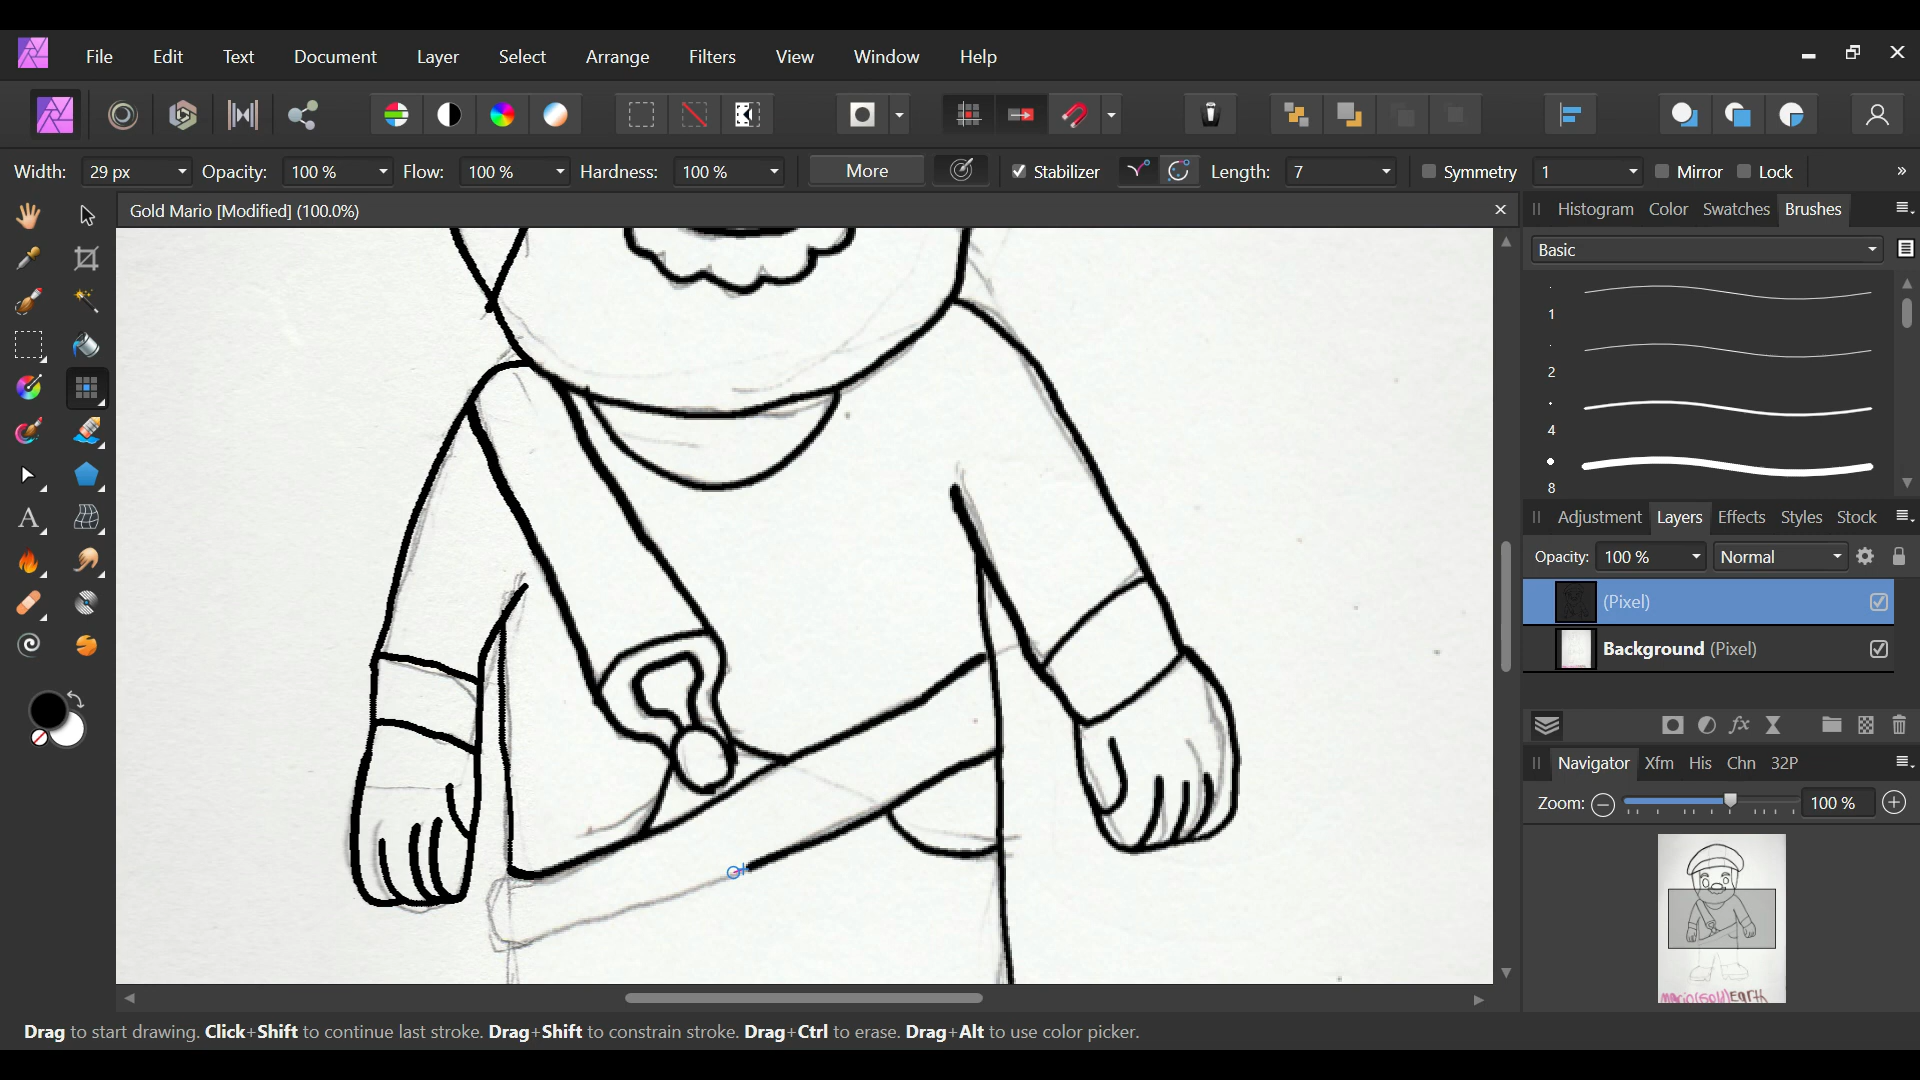 File Edit Text Document Layer Select Arrange Filters View Window Help
Width: 29 px Opacity: 100 % Flow: 100 % Hardness: 100 % More Stabilizer Length: 7 Symmetry 1 Mirror Lock
Gold Mario [Modified] (100.0%)
Histogram Color Swatches Brushes
Basic
1
2
4
8
Adjustment Layers Effects Styles Stock
Opacity: 100 % Normal
(Pixel)
Background (Pixel)
Navigator Xfm His Chn 32P
Zoom: 100 %
Mario(Gold)Earth
Drag to start drawing. Click+Shift to continue last stroke. Drag+Shift to constrain stroke. Drag+Ctrl to erase. Drag+Alt to use color picker.